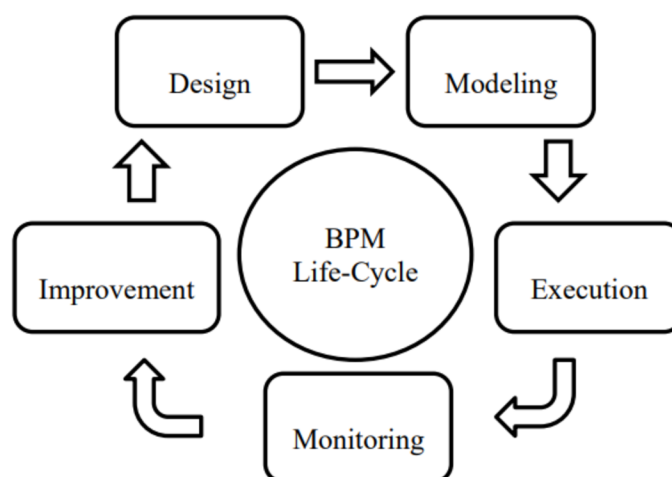 Design
Modeling
BPM
Life-Cycle
Improvement
Execution
Monitoring